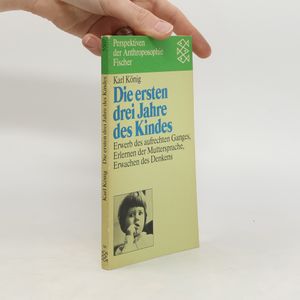 Perspektiven
der Anthroposophie
Fischer
Karl König
Die ersten
drei Jahre
des Kindes
Erwerb des aufrechten Ganges,
Erlernen der Muttersprache,
Erwachen des Denkens
Karl König Die ersten drei Jahre des Kindes